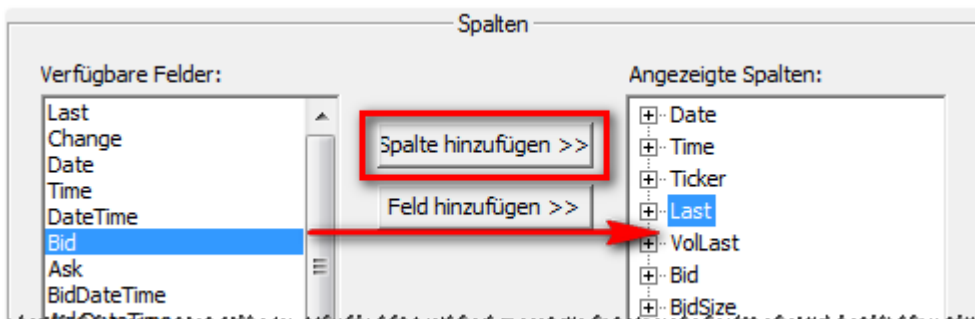 Spalten
Verfügbare Felder:
Last
Change
Date
Time
DateTime
Bid
Ask
BidDateTime
Spalte hinzufügen >>
Feld hinzufügen >>
Angezeigte Spalten:
Date
Time
Ticker
Last
VolLast
Bid
BidSize